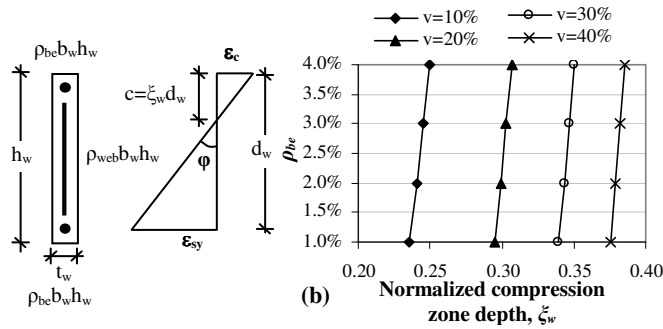 ρbebwhw
hw
ρwebbwhw
tw
ρbebwhw
εc
c=ξwdw
φ
dw
εsy
v=10%
v=20%
v=30%
v=40%
ρbe
4.0%
3.5%
3.0%
2.5%
2.0%
1.5%
1.0%
0.20
0.25
0.30
0.35
0.40
(b)
Normalized compression
zone depth, ξw